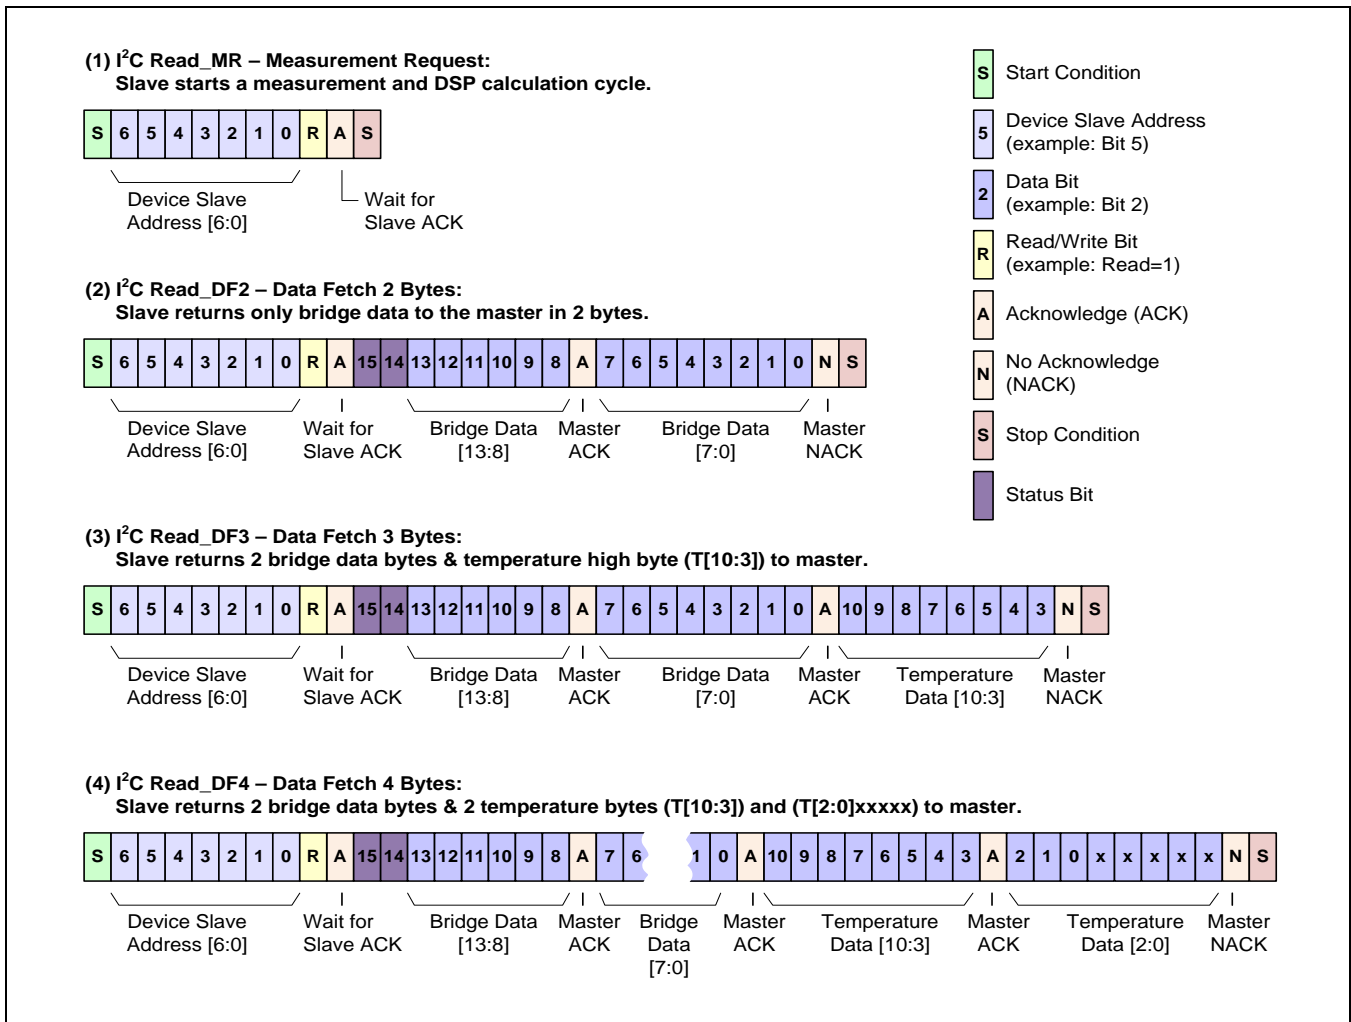 (1) I²C Read_MR – Measurement Request:
Slave starts a measurement and DSP calculation cycle.
S 6 5 4 3 2 1 0 R A S
Device Slave
Address [6:0]
Wait for
Slave ACK
S Start Condition
5 Device Slave Address
(example: Bit 5)
2 Data Bit
(example: Bit 2)
R Read/Write Bit
(example: Read=1)
A Acknowledge (ACK)
N No Acknowledge
(NACK)
S Stop Condition
Status Bit
(2) I²C Read_DF2 – Data Fetch 2 Bytes:
Slave returns only bridge data to the master in 2 bytes.
S 6 5 4 3 2 1 0 R A 15 14 13 12 11 10 9 8 A 7 6 5 4 3 2 1 0 N S
Device Slave Wait for Bridge Data Master Bridge Data Master
Address [6:0] Slave ACK [13:8] ACK [7:0] NACK
(3) I²C Read_DF3 – Data Fetch 3 Bytes:
Slave returns 2 bridge data bytes & temperature high byte (T[10:3]) to master.
S 6 5 4 3 2 1 0 R A 15 14 13 12 11 10 9 8 A 7 6 5 4 3 2 1 0 A 10 9 8 7 6 5 4 3 N S
Device Slave Wait for Bridge Data Master Bridge Data Master Temperature Master
Address [6:0] Slave ACK [13:8] ACK [7:0] ACK Data [10:3] NACK
(4) I²C Read_DF4 – Data Fetch 4 Bytes:
Slave returns 2 bridge data bytes & 2 temperature bytes (T[10:3]) and (T[2:0]xxxxx) to master.
S 6 5 4 3 2 1 0 R A 15 14 13 12 11 10 9 8 A 7 6 1 0 A 10 9 8 7 6 5 4 3 A 2 1 0 x x x x x N S
Device Slave Wait for Bridge Data Master Bridge Master Temperature Master Temperature Master
Address [6:0] Slave ACK [13:8] ACK Data ACK Data [10:3] ACK Data [2:0] NACK
[7:0]